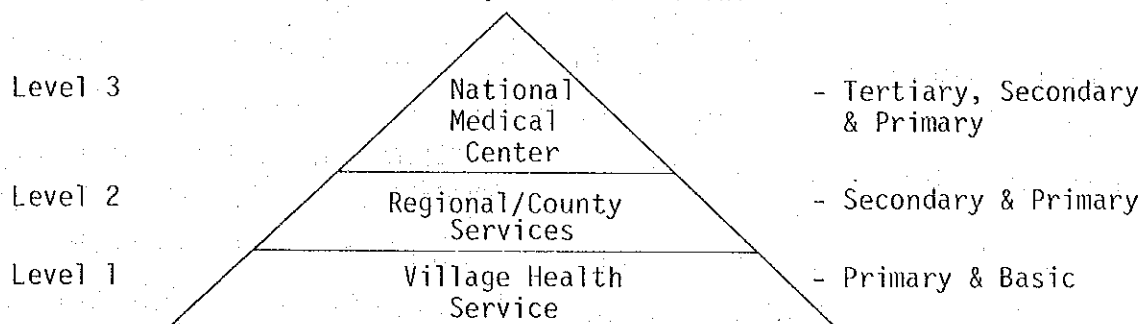 Level 3
National
Medical
Center
- Tertiary, Secondary
& Primary
Level 2
Regional/County
Services
- Secondary & Primary
Level 1
Village Health
Service
- Primary & Basic